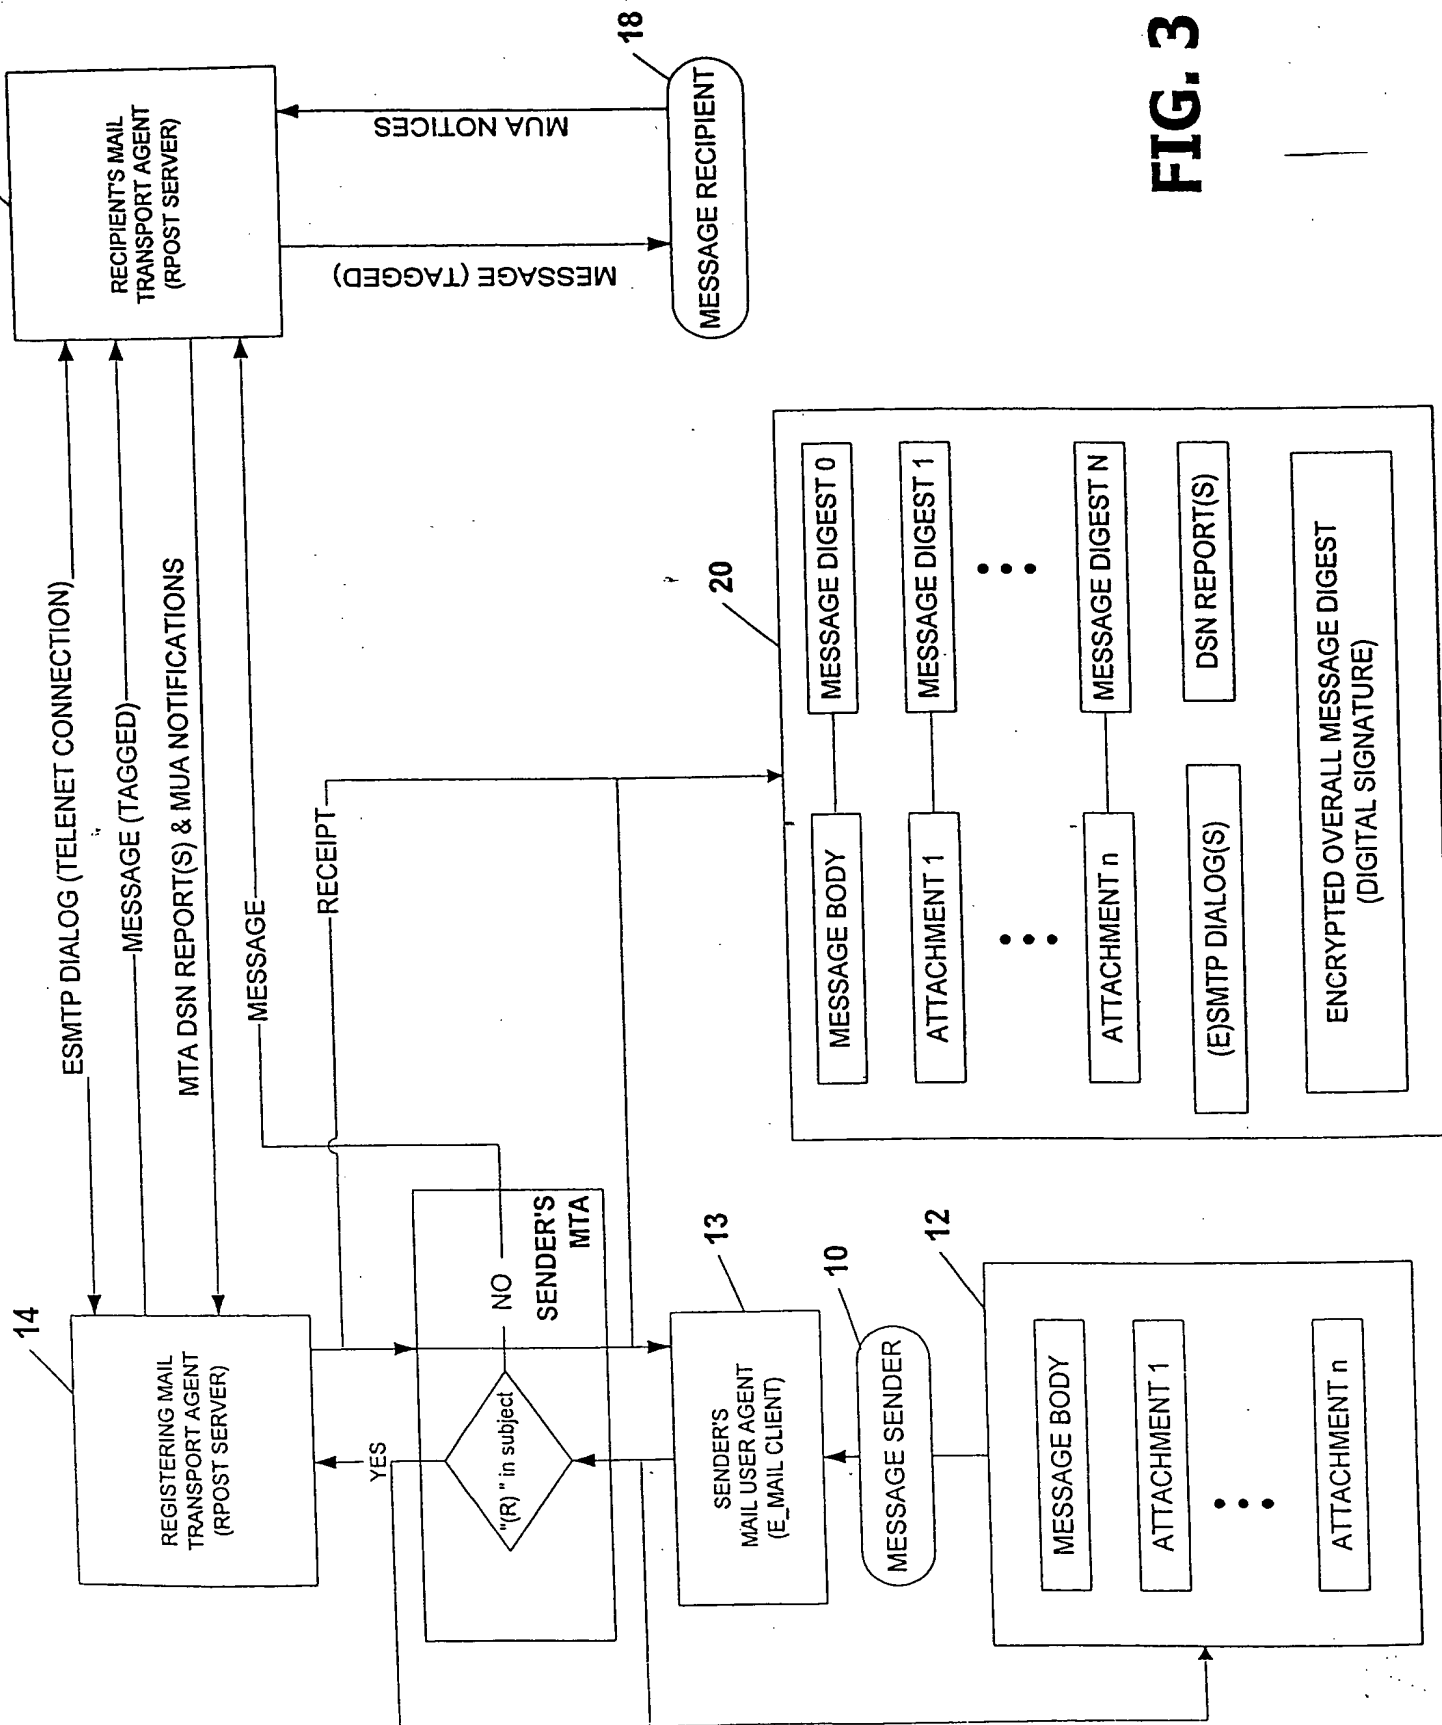 14
REGISTERING MAIL
TRANSPORT AGENT
(RPOST SERVER)
ESMTP DIALOG (TELENET CONNECTION)
MESSAGE (TAGGED)
MTA DSN REPORT(S) & MUA NOTIFICATIONS
MESSAGE
RECIPIENT'S MAIL
TRANSPORT AGENT
(RPOST SERVER)
MESSAGE (TAGGED)
MUA NOTICES
18
MESSAGE RECIPIENT
YES
RECEIPT
"(R) " in subject
NO
SENDER'S
MTA
13
SENDER'S
MAIL USER AGENT
(E_MAIL CLIENT)
10
MESSAGE SENDER
12
MESSAGE BODY
ATTACHMENT 1
ATTACHMENT n
20
MESSAGE BODY
MESSAGE DIGEST 0
ATTACHMENT 1
MESSAGE DIGEST 1
ATTACHMENT n
MESSAGE DIGEST N
(E)SMTP DIALOG(S)
DSN REPORT(S)
ENCRYPTED OVERALL MESSAGE DIGEST
(DIGITAL SIGNATURE)
FIG. 3